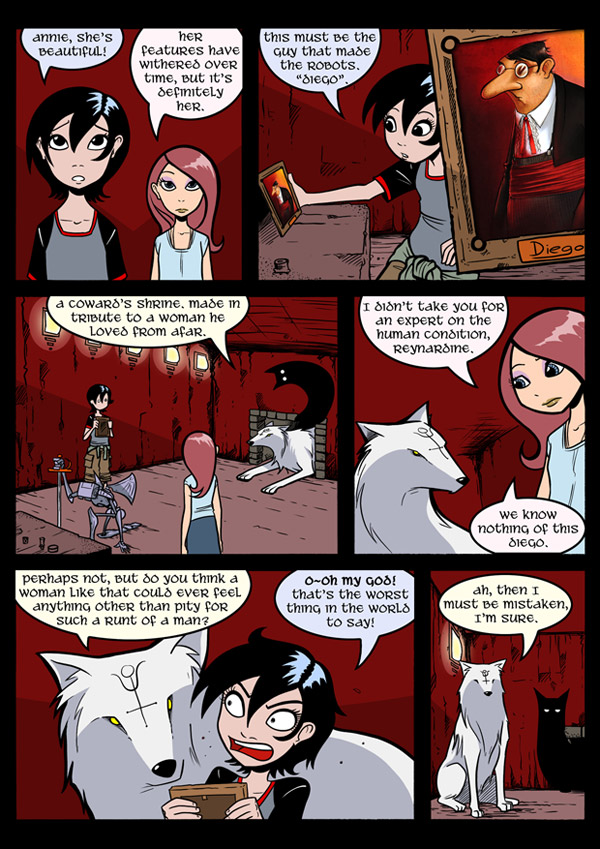 annie, she's
beautiful!
her
features have
withered over
time, but it's
definitely
her.
this must be the
guy that made
the robots.
"diego".
Diego
a coward's shrine, made in
tribute to a woman he
loved from afar.
I didn't take you for
an expert on the
human condition,
reynardine.
we know
nothing of this
diego.
perhaps not, but do you think a
woman like that could ever feel
anything other than pity for
such a runt of a man?
o-oh my god!
that's the worst
thing in the world
to say!
ah, then I
must be mistaken,
I'm sure.